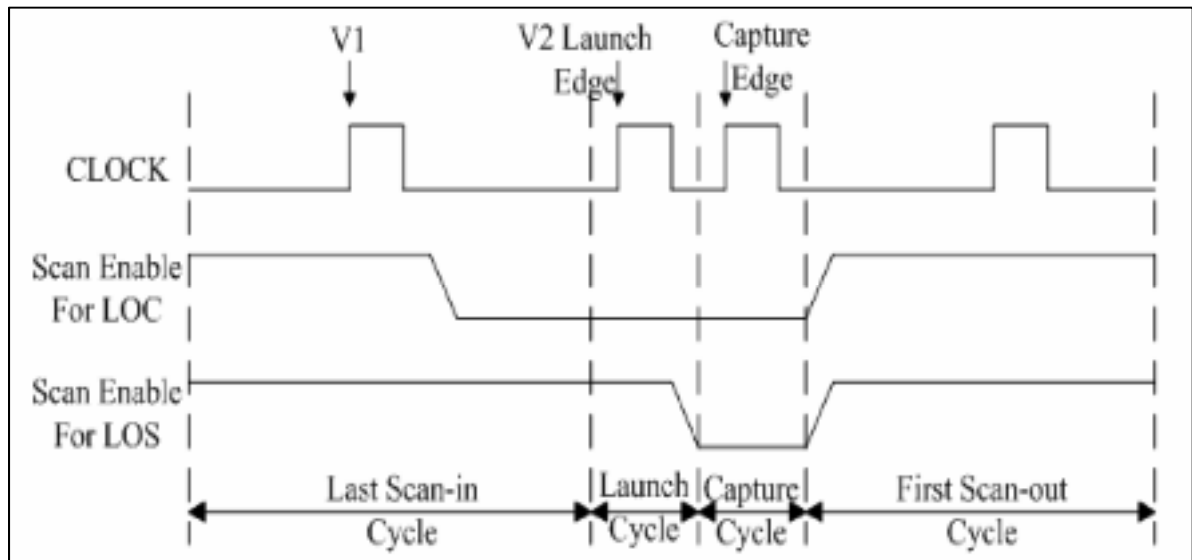 V1
V2 Launch
Edge
Capture
Edge
CLOCK
Scan Enable
For LOC
Scan Enable
For LOS
Last Scan-in
Cycle
Launch
Cycle
Capture
Cycle
First Scan-out
Cycle